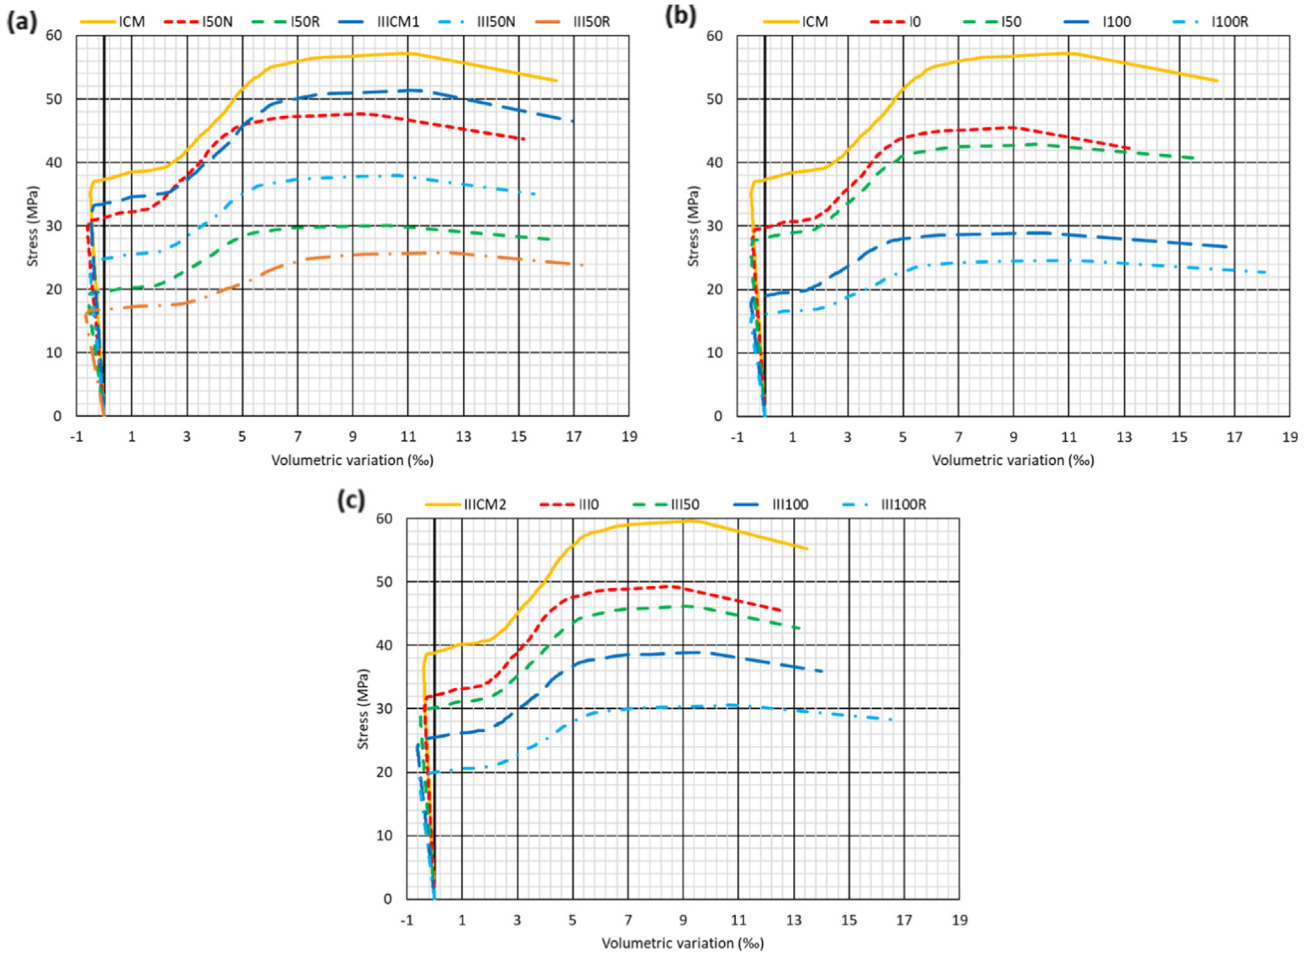 (a)
ICM I50N I50R IIICM1 III50N III50R
60
50
40
30
20
10
0
Stress (MPa)
-1 1 3 5 7 9 11 13 15 17 19
Volumetric variation (‰)
(b)
ICM I0 I50 I100 I100R
60
50
40
30
20
10
0
Stress (MPa)
-1 1 3 5 7 9 11 13 15 17 19
Volumetric variation (‰)
(c)
IIICM2 III0 III50 III100 III100R
60
50
40
30
20
10
0
Stress (MPa)
-1 1 3 5 7 9 11 13 15 17 19
Volumetric variation (‰)